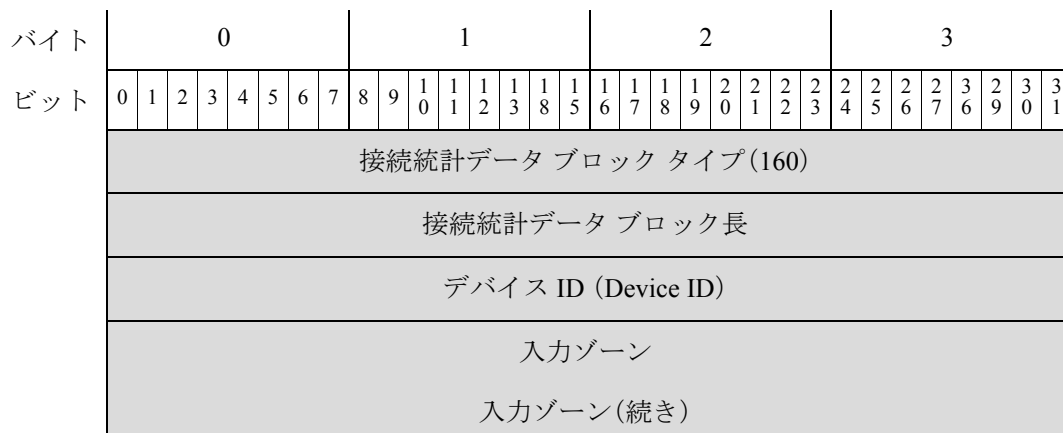 バイト 0 1 2 3
ビット 0 1 2 3 4 5 6 7 8 9 10 11 12 13 18 15 16 17 18 19 20 21 22 23 24 25 26 27 36 29 30 31
接続統計データ ブロック タイプ(160)
接続統計データ ブロック長
デバイス ID (Device ID)
入力ゾーン
入力ゾーン(続き)